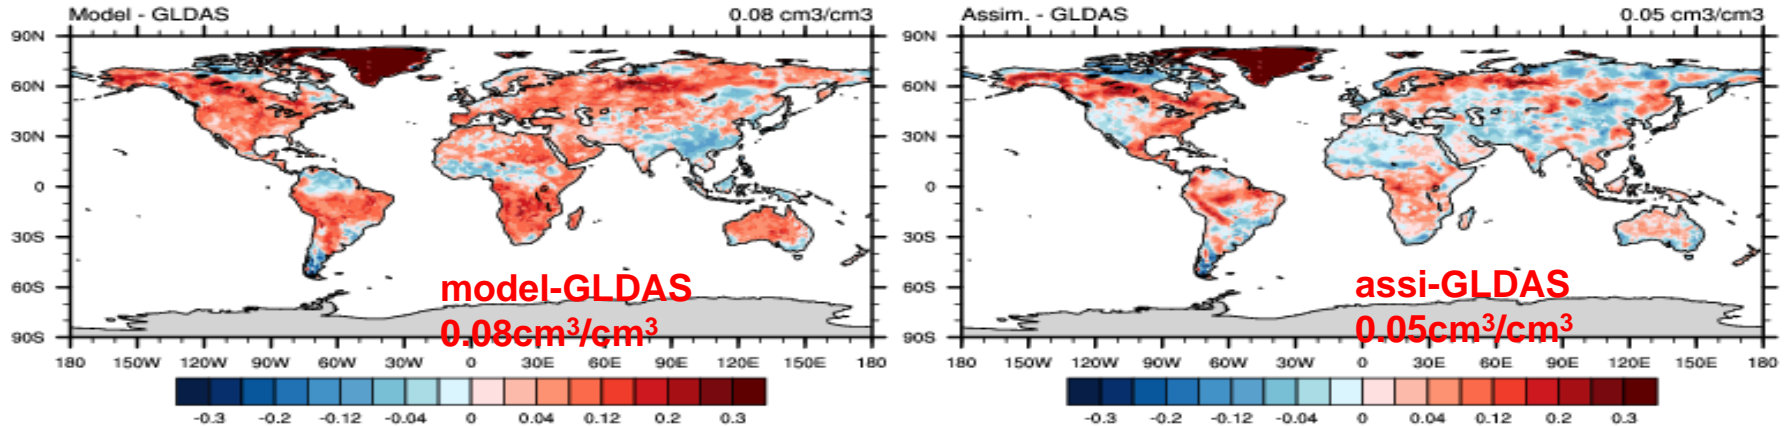 Model - GLDAS 0.08 cm3/cm3
90N
60N
30N
0
30S
60S
90S
model-GLDAS
0.08cm³/cm³
180 150W 120W 90W 60W 30W 0 30E 60E 90E 120E 150E 180
-0.3 -0.2 -0.12 -0.04 0 0.04 0.12 0.2 0.3
Assim. - GLDAS 0.05 cm3/cm3
90N
60N
30N
0
30S
60S
90S
assi-GLDAS
0.05cm³/cm³
180 150W 120W 90W 60W 30W 0 30E 60E 90E 120E 150E 180
-0.3 -0.2 -0.12 -0.04 0 0.04 0.12 0.2 0.3